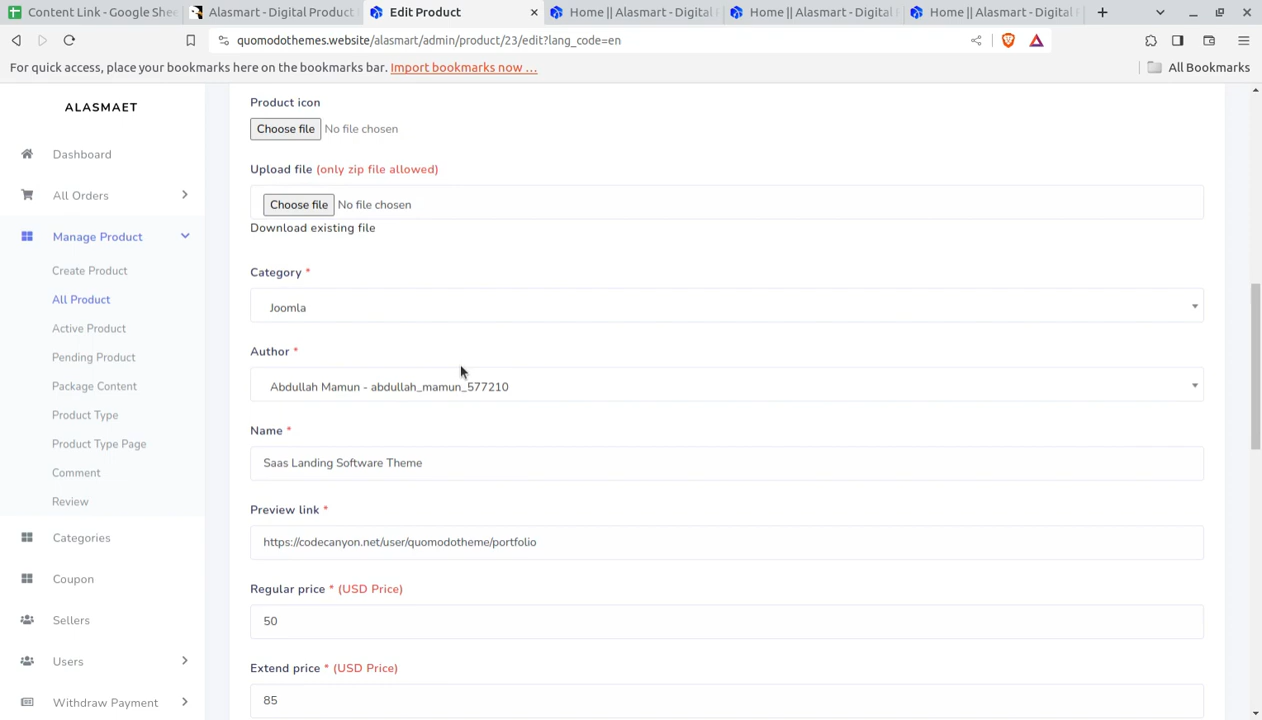 Content Link - Google Shee
Alasmart - Digital Product
Edit Product
Home || Alasmart - Digital
Home || Alasmart - Digital
Home || Alasmart - Digital
quomodothemes.website/alasmart/admin/product/23/edit?lang_code=en
For quick access, place your bookmarks here on the bookmarks bar. Import bookmarks now ...
All Bookmarks
ALASMAET
Dashboard
All Orders
Manage Product
Create Product
All Product
Active Product
Pending Product
Package Content
Product Type
Product Type Page
Comment
Review
Categories
Coupon
Sellers
Users
Withdraw Payment
Product icon
Choose file No file chosen
Upload file (only zip file allowed)
Choose file No file chosen
Download existing file
Category *
Joomla
Author *
Abdullah Mamun - abdullah_mamun_577210
Name *
Saas Landing Software Theme
Preview link *
https://codecanyon.net/user/quomodotheme/portfolio
Regular price * (USD Price)
50
Extend price * (USD Price)
85